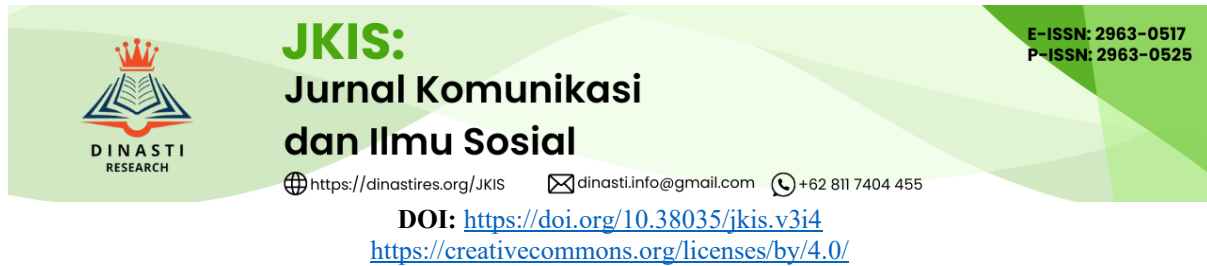 JKIS:
Jurnal Komunikasi
dan Ilmu Sosial
DINASTI
RESEARCH
https://dinastires.org/JKIS dinasti.info@gmail.com +62 811 7404 455
E-ISSN: 2963-0517
P-ISSN: 2963-0525
DOI: https://doi.org/10.38035/jkis.v3i4
https://creativecommons.org/licenses/by/4.0/